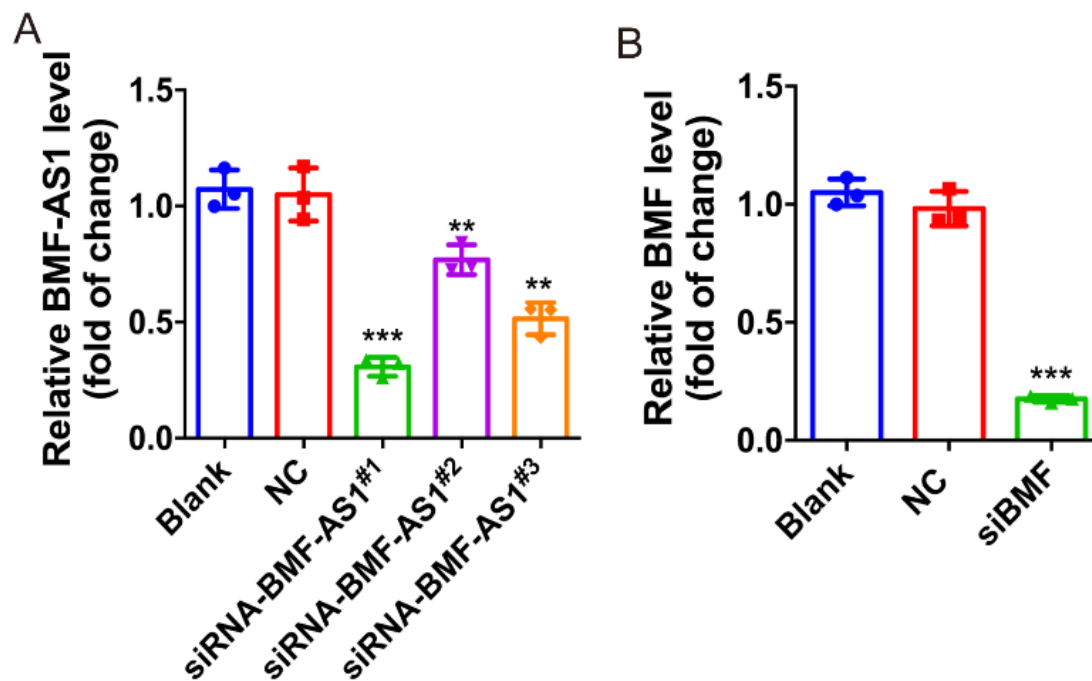 A
Relative BMF-AS1 level
(fold of change)
1.5
1.0
0.5
0.0
***
**
**
Blank
NC
siRNA-BMF-AS1#1
siRNA-BMF-AS1#2
siRNA-BMF-AS1#3
B
Relative BMF level
(fold of change)
1.5
1.0
0.5
0.0
***
Blank
NC
siBMF